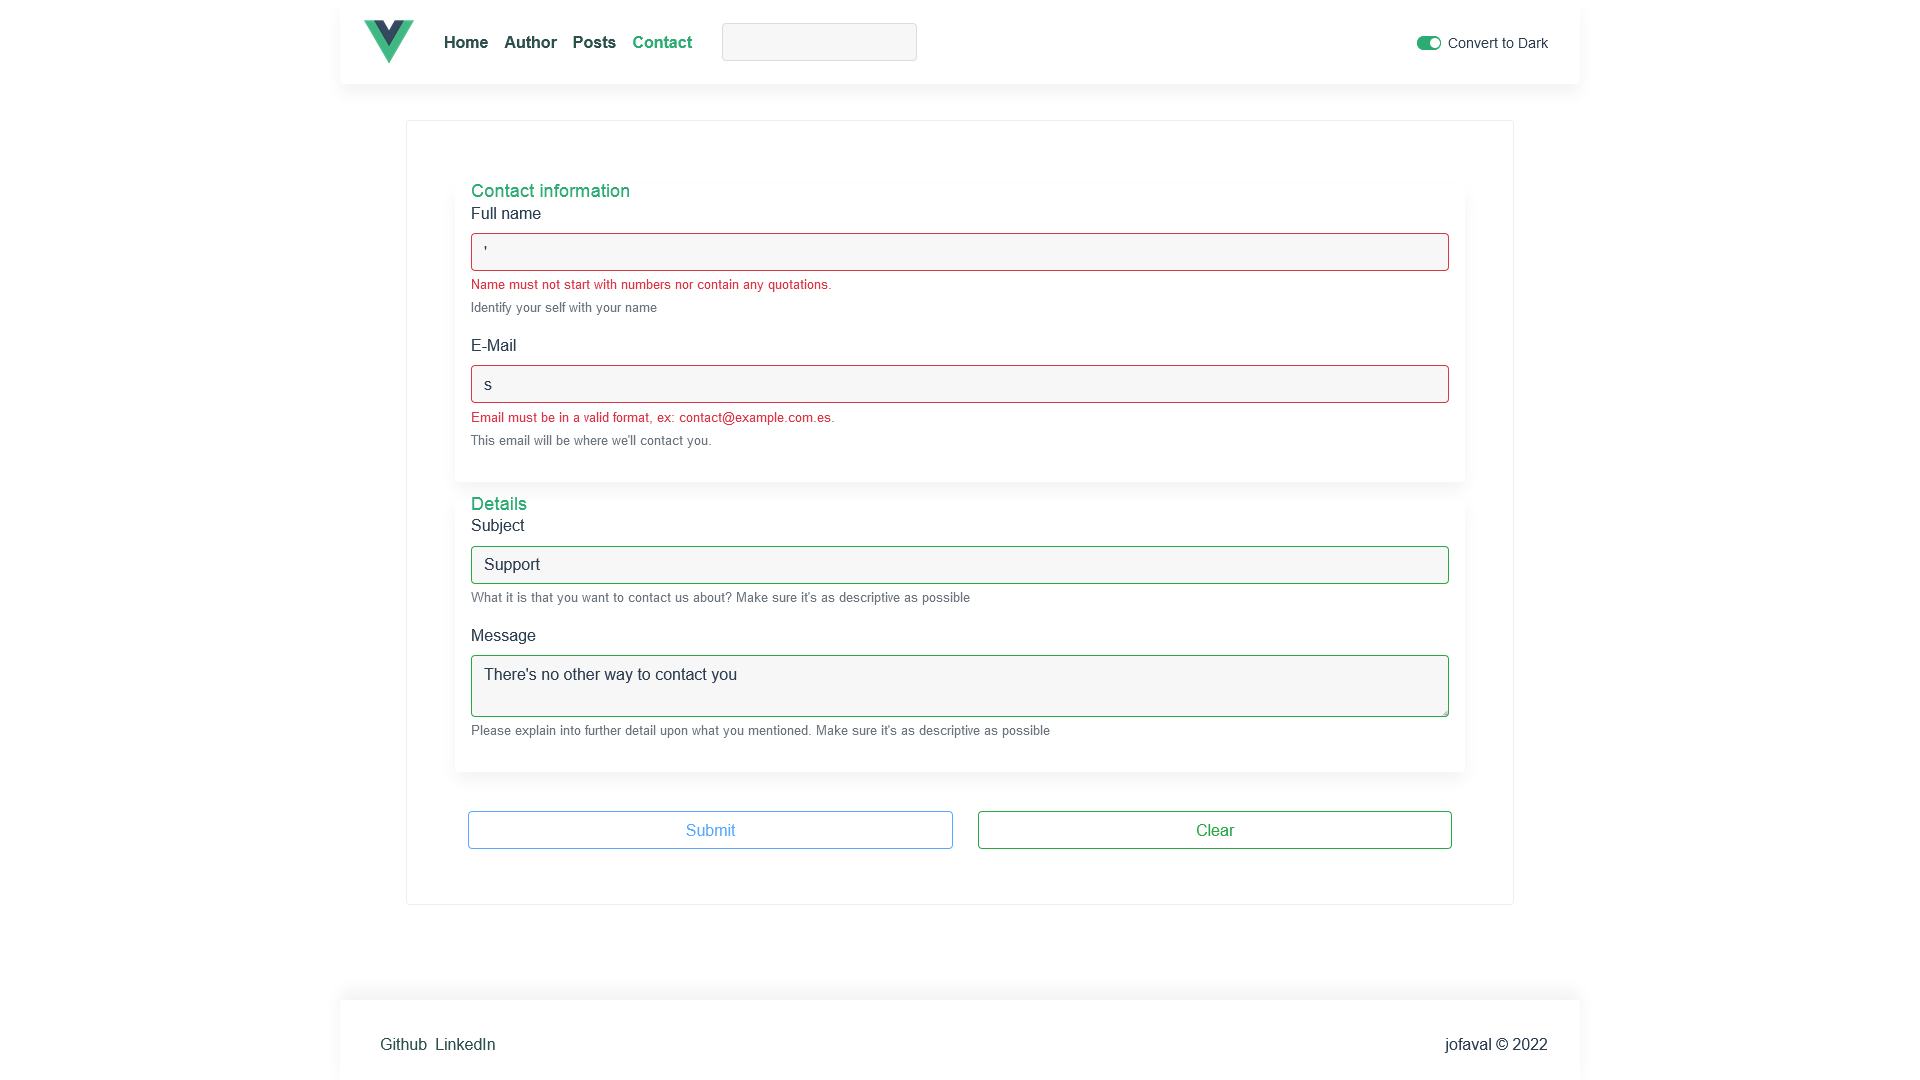 Home Author Posts Contact
Convert to Dark
Contact information
Full name
'
Name must not start with numbers nor contain any quotations.
Identify your self with your name
E-Mail
s
Email must be in a valid format, ex: contact@example.com.es.
This email will be where we'll contact you.
Details
Subject
Support
What it is that you want to contact us about? Make sure it's as descriptive as possible
Message
There's no other way to contact you
Please explain into further detail upon what you mentioned. Make sure it's as descriptive as possible
Submit
Clear
Github LinkedIn
jofaval © 2022